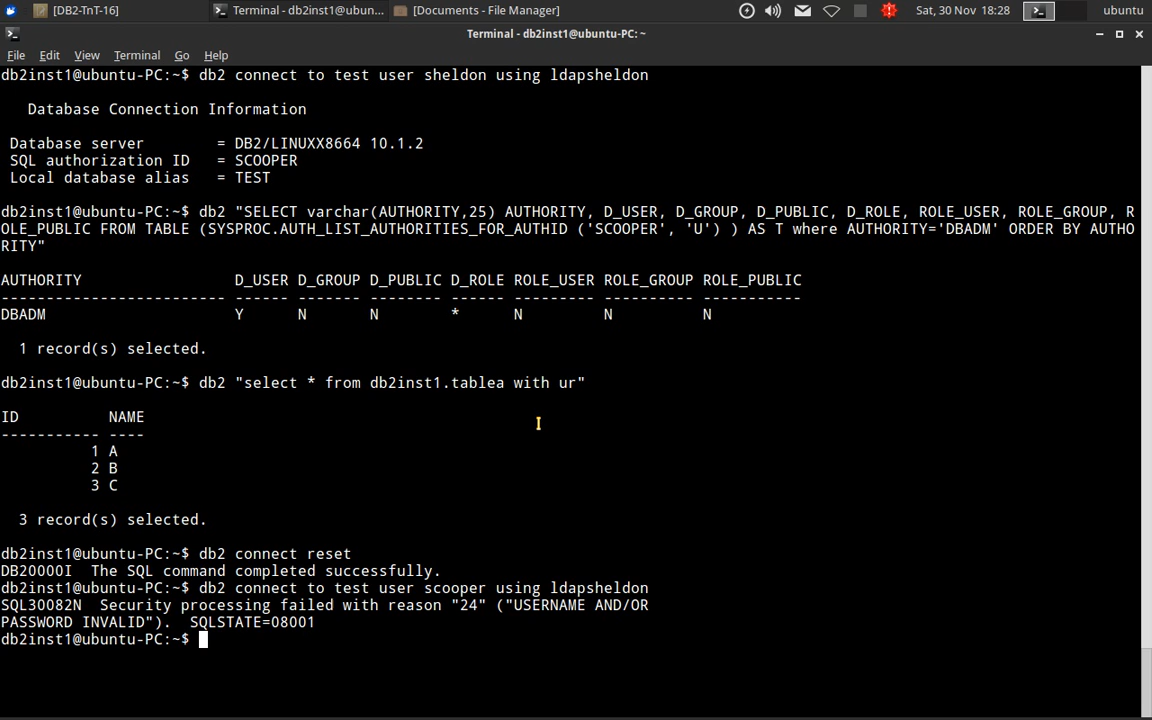 [DB2-TnT-16] Terminal - db2inst1@ubun... [Documents - File Manager] Sat, 30 Nov 18:28 ubuntu
Terminal - db2inst1@ubuntu-PC:~
File Edit View Terminal Go Help
db2inst1@ubuntu-PC:~$ db2 connect to test user sheldon using ldapsheldon
Database Connection Information
Database server = DB2/LINUXX8664 10.1.2
SQL authorization ID = SCOOPER
Local database alias = TEST
db2inst1@ubuntu-PC:~$ db2 "SELECT varchar(AUTHORITY,25) AUTHORITY, D_USER, D_GROUP, D_PUBLIC, D_ROLE, ROLE_USER, ROLE_GROUP, R
OLE_PUBLIC FROM TABLE (SYSPROC.AUTH_LIST_AUTHORITIES_FOR_AUTHID ('SCOOPER', 'U') ) AS T where AUTHORITY='DBADM' ORDER BY AUTHO
RITY"
AUTHORITY D_USER D_GROUP D_PUBLIC D_ROLE ROLE_USER ROLE_GROUP ROLE_PUBLIC
------------------------- ------ ------- -------- ------ --------- ---------- -----------
DBADM Y N N * N N N
1 record(s) selected.
db2inst1@ubuntu-PC:~$ db2 "select * from db2inst1.tablea with ur"
ID NAME
----------- ----
1 A
2 B
3 C
3 record(s) selected.
db2inst1@ubuntu-PC:~$ db2 connect reset
DB20000I The SQL command completed successfully.
db2inst1@ubuntu-PC:~$ db2 connect to test user scooper using ldapsheldon
SQL30082N Security processing failed with reason "24" ("USERNAME AND/OR
PASSWORD INVALID"). SQLSTATE=08001
db2inst1@ubuntu-PC:~$